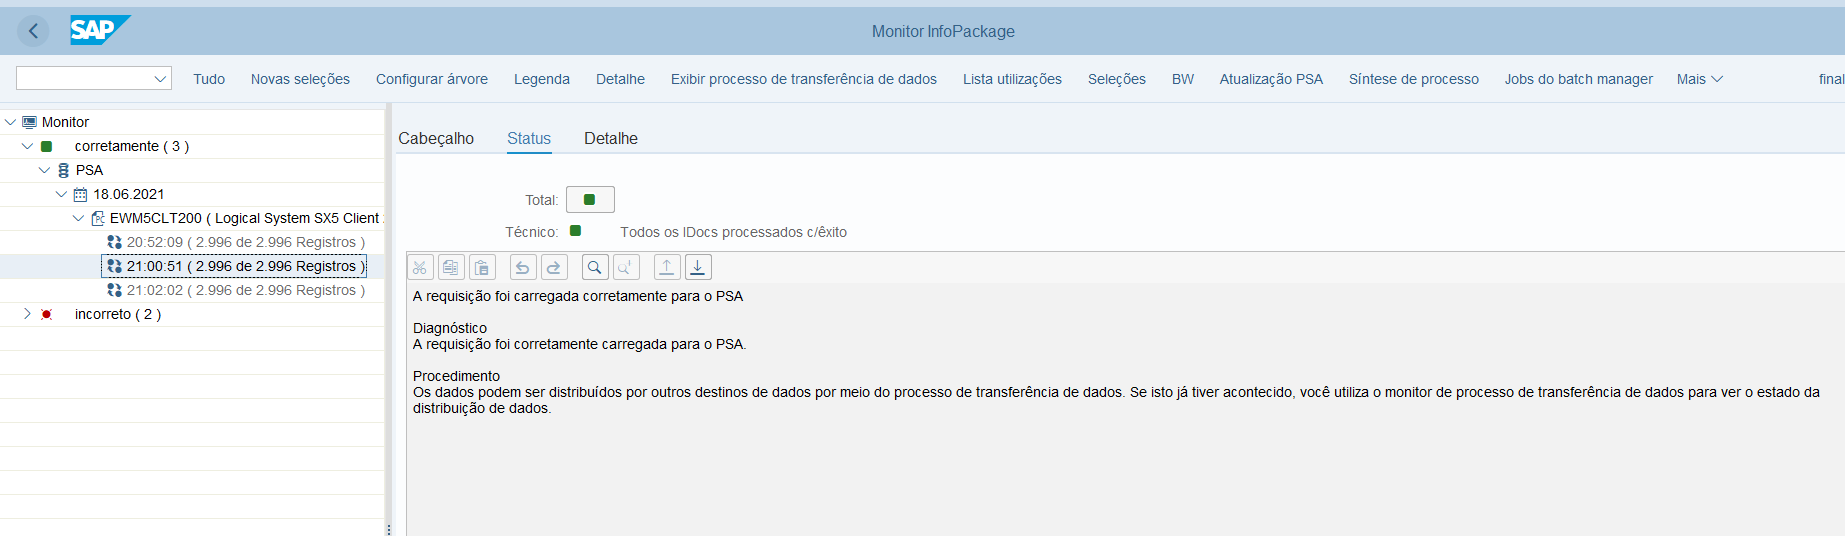 SAP
Monitor InfoPackage
Tudo Novas seleções Configurar árvore Legenda Detalhe Exibir processo de transferência de dados Lista utilizações Seleções BW Atualização PSA Síntese de processo Jobs do batch manager Mais final
Monitor
corretamente ( 3 )
PSA
18.06.2021
EWM5CLT200 ( Logical System SX5 Client
20:52:09 ( 2.996 de 2.996 Registros )
21:00:51 ( 2.996 de 2.996 Registros )
21:02:02 ( 2.996 de 2.996 Registros )
incorreto ( 2 )
Cabeçalho Status Detalhe
Total:
Técnico: Todos os IDocs processados c/êxito
A requisição foi carregada corretamente para o PSA
Diagnóstico
A requisição foi corretamente carregada para o PSA.
Procedimento
Os dados podem ser distribuídos por outros destinos de dados por meio do processo de transferência de dados. Se isto já tiver acontecido, você utiliza o monitor de processo de transferência de dados para ver o estado da
distribuição de dados.